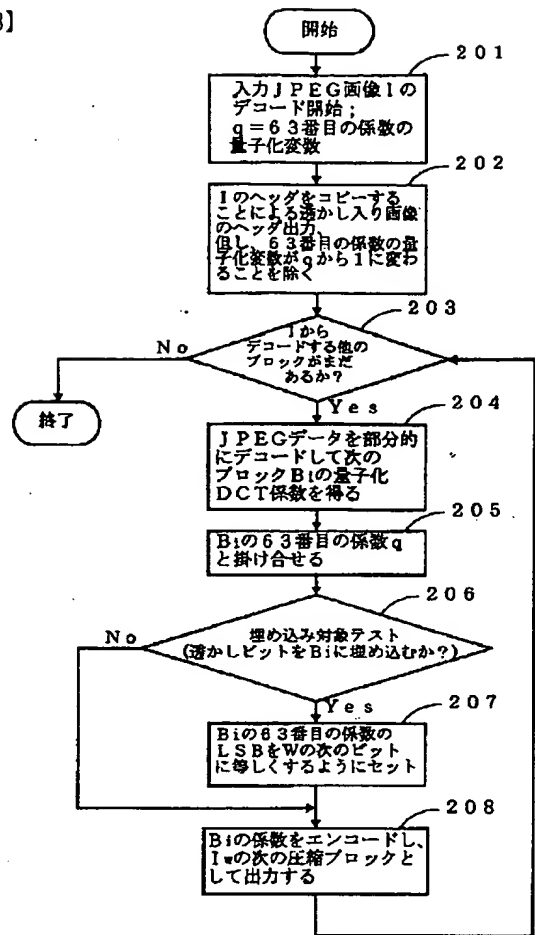 】
開始
201
入力JPEG画像Iの
デコード開始;
q=63番目の係数の
量子化変数
202
Iのヘッダをコピーする
ことによる透かし入り画像
のヘッダ出力、
但し、63番目の係数の量
子化変数がqから1に変わ
ることを除く
203
Iから
デコードする他の
ブロックがまだ
あるか?
No
終了
Yes
204
JPEGデータを部分的
にデコードして次の
ブロックBiの量子化
DCT係数を得る
205
Biの63番目の係数q
と掛け合せる
206
No
埋め込み対象テスト
(透かしビットをBiに埋め込むか?)
Yes
207
Biの63番目の係数の
LSBをWの次のビット
に等しくするようにセット
208
Biの係数をエンコードし、
Iwの次の圧縮ブロックと
して出力する